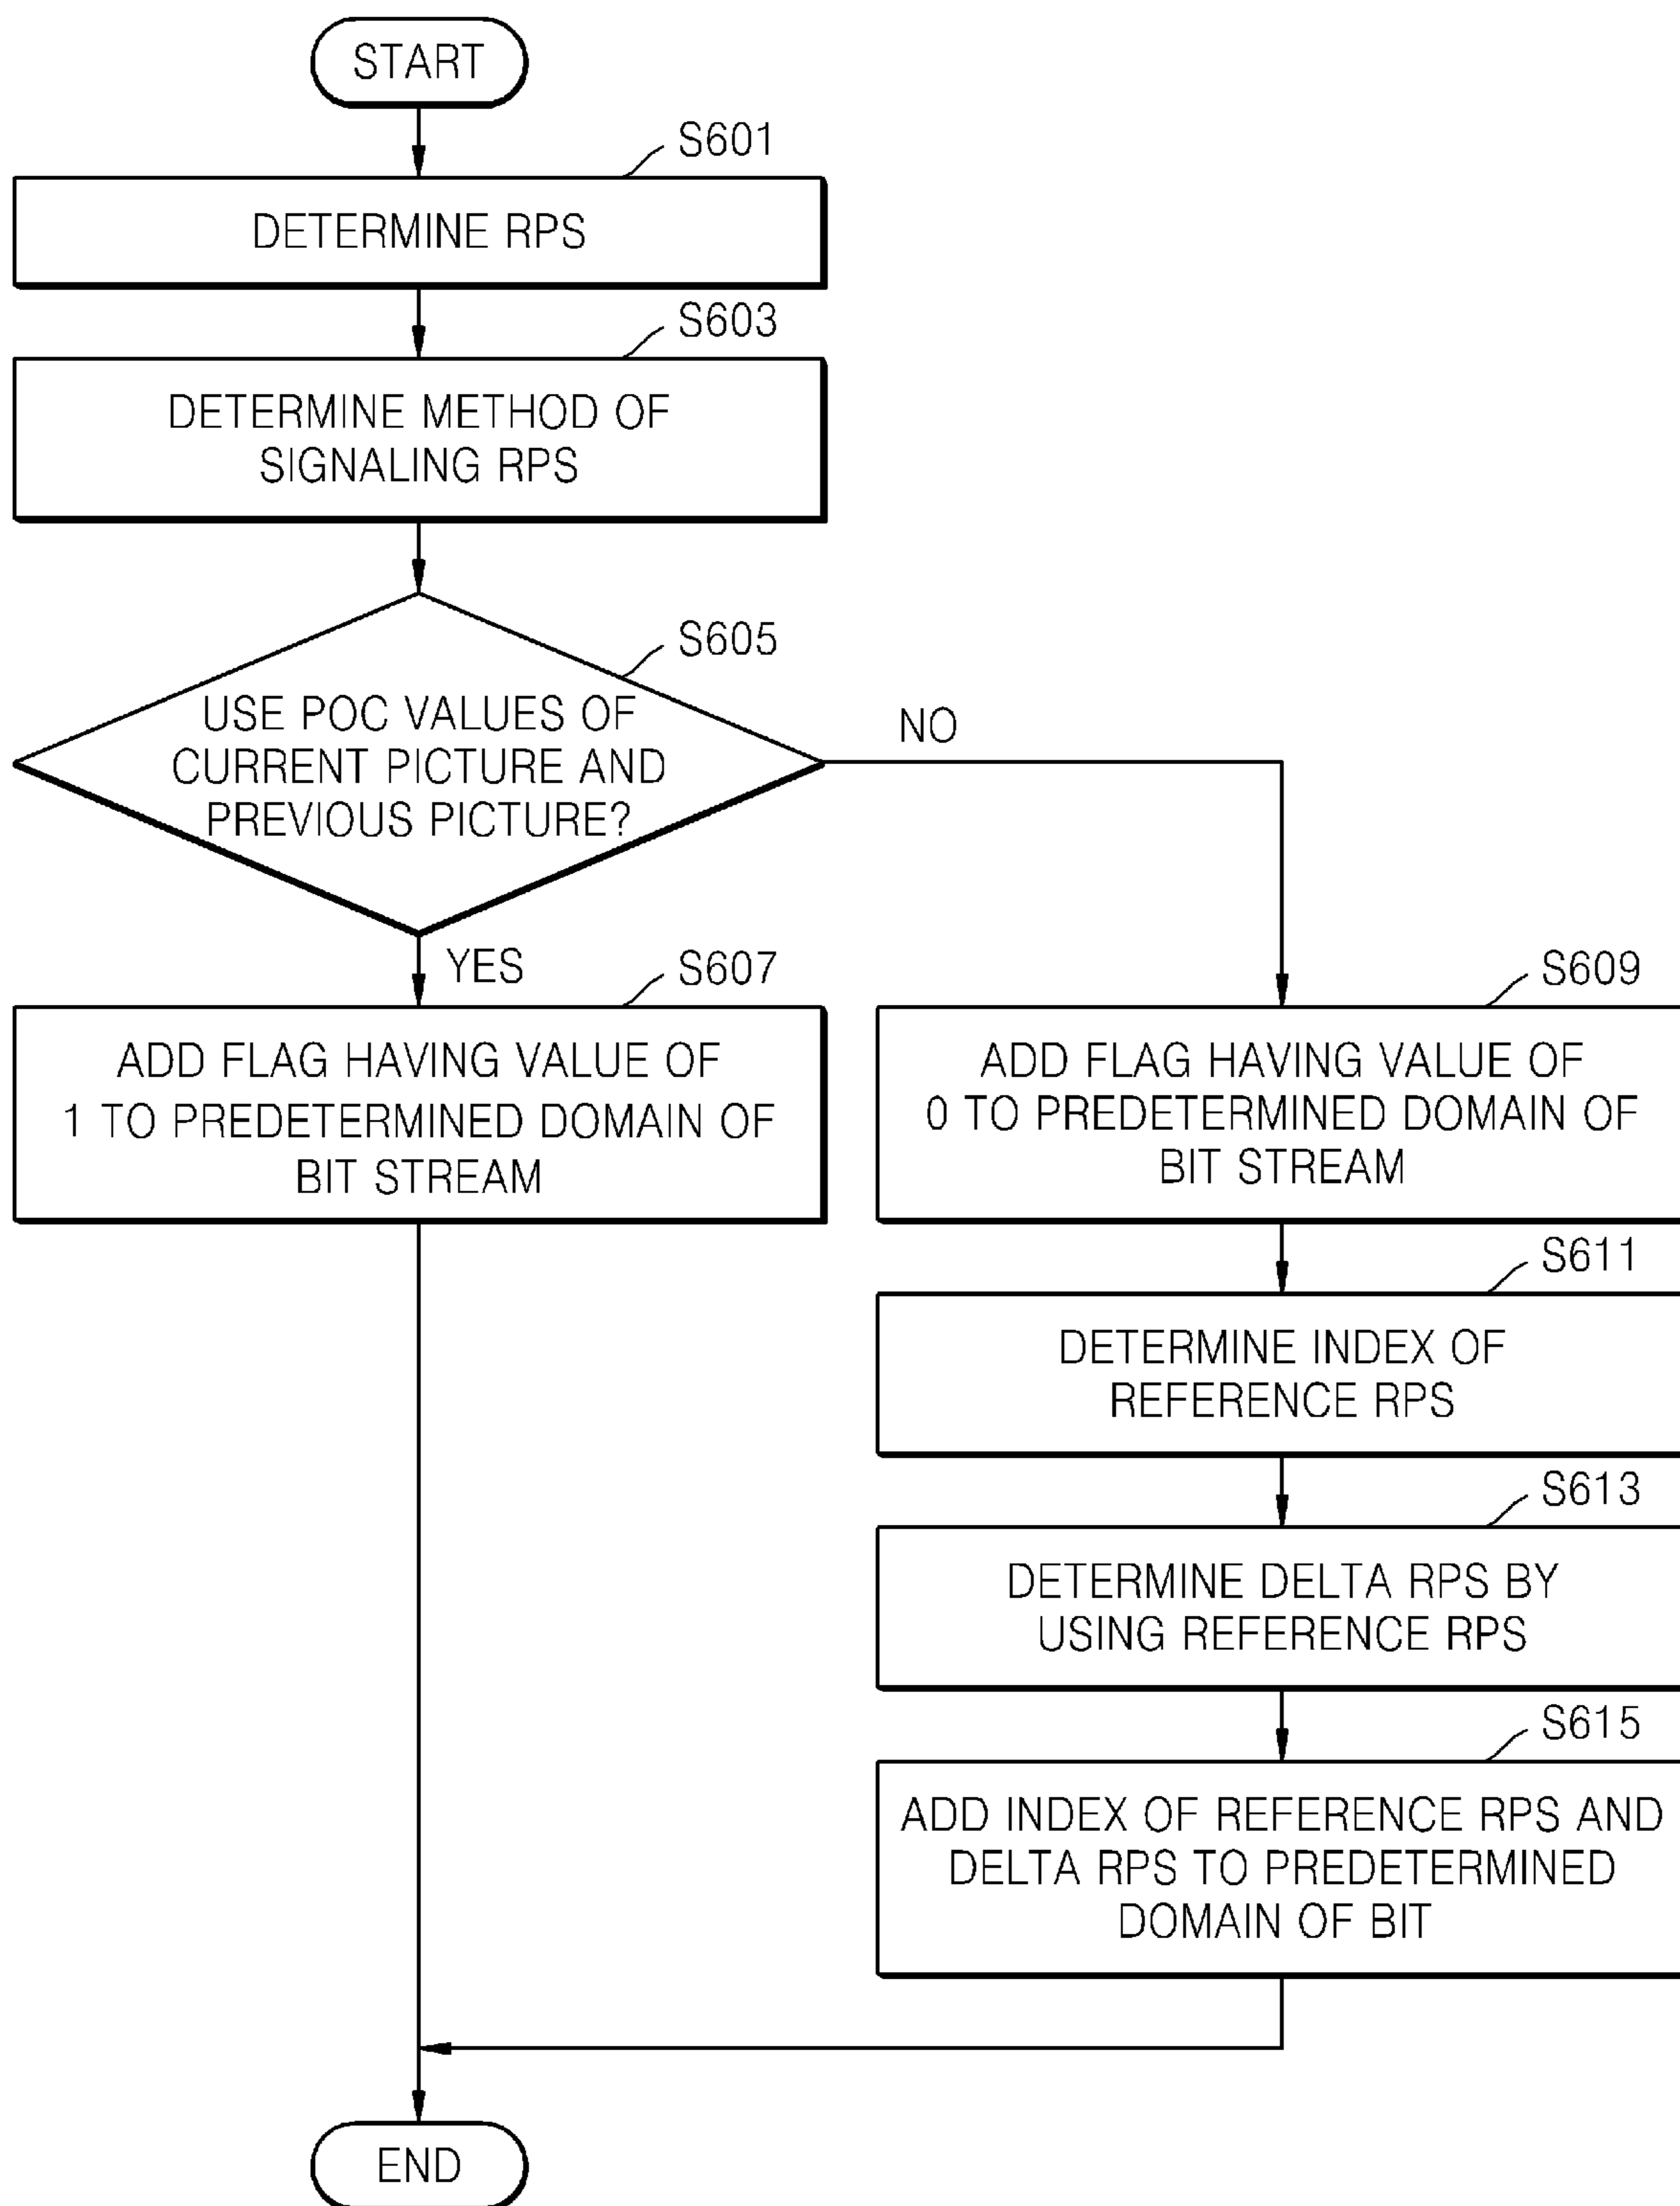 START
S601
DETERMINE RPS
S603
DETERMINE METHOD OF
SIGNALING RPS
S605
USE POC VALUES OF
CURRENT PICTURE AND
PREVIOUS PICTURE?
NO
YES
S607
ADD FLAG HAVING VALUE OF
1 TO PREDETERMINED DOMAIN OF
BIT STREAM
S609
ADD FLAG HAVING VALUE OF
0 TO PREDETERMINED DOMAIN OF
BIT STREAM
S611
DETERMINE INDEX OF
REFERENCE RPS
S613
DETERMINE DELTA RPS BY
USING REFERENCE RPS
S615
ADD INDEX OF REFERENCE RPS AND
DELTA RPS TO PREDETERMINED
DOMAIN OF BIT
END